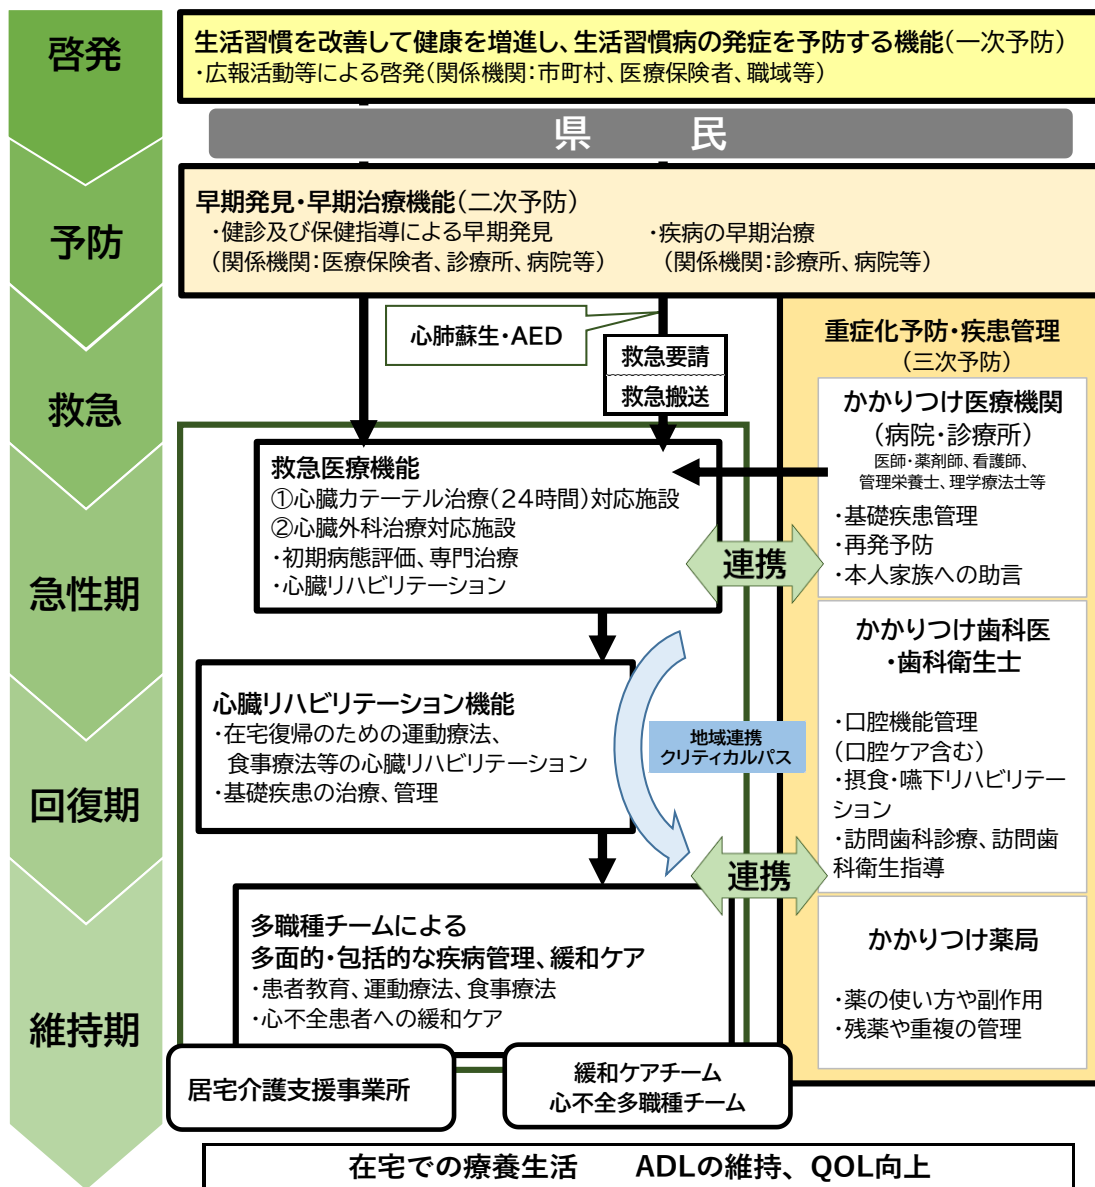 啓発
生活習慣を改善して健康を増進し、生活習慣病の発症を予防する機能（一次予防）
・広報活動等による啓発（関係機関：市町村、医療保険者、職域等）
県　民
予防
早期発見・早期治療機能（二次予防）
・健診及び保健指導による早期発見
（関係機関：医療保険者、診療所、病院等）
・疾病の早期治療
（関係機関：診療所、病院等）
救急
心肺蘇生・AED
救急要請
救急搬送
重症化予防・疾患管理
（三次予防）
かかりつけ医療機関
（病院・診療所）
医師・薬剤師、看護師、
管理栄養士、理学療法士等
・基礎疾患管理
・再発予防
・本人家族への助言
急性期
救急医療機能
①心臓カテーテル治療（24時間）対応施設
②心臓外科治療対応施設
・初期病態評価、専門治療
・心臓リハビリテーション
連携
かかりつけ歯科医
・歯科衛生士
・口腔機能管理
（口腔ケア含む）
・摂食・嚥下リハビリテー
ション
・訪問歯科診療、訪問歯
科衛生指導
回復期
心臓リハビリテーション機能
・在宅復帰のための運動療法、
食事療法等の心臓リハビリテーション
・基礎疾患の治療、管理
地域連携
クリティカルパス
連携
維持期
多職種チームによる
多面的・包括的な疾病管理、緩和ケア
・患者教育、運動療法、食事療法
・心不全患者への緩和ケア
かかりつけ薬局
・薬の使い方や副作用
・残薬や重複の管理
居宅介護支援事業所
緩和ケアチーム
心不全多職種チーム
在宅での療養生活　ADLの維持、QOL向上